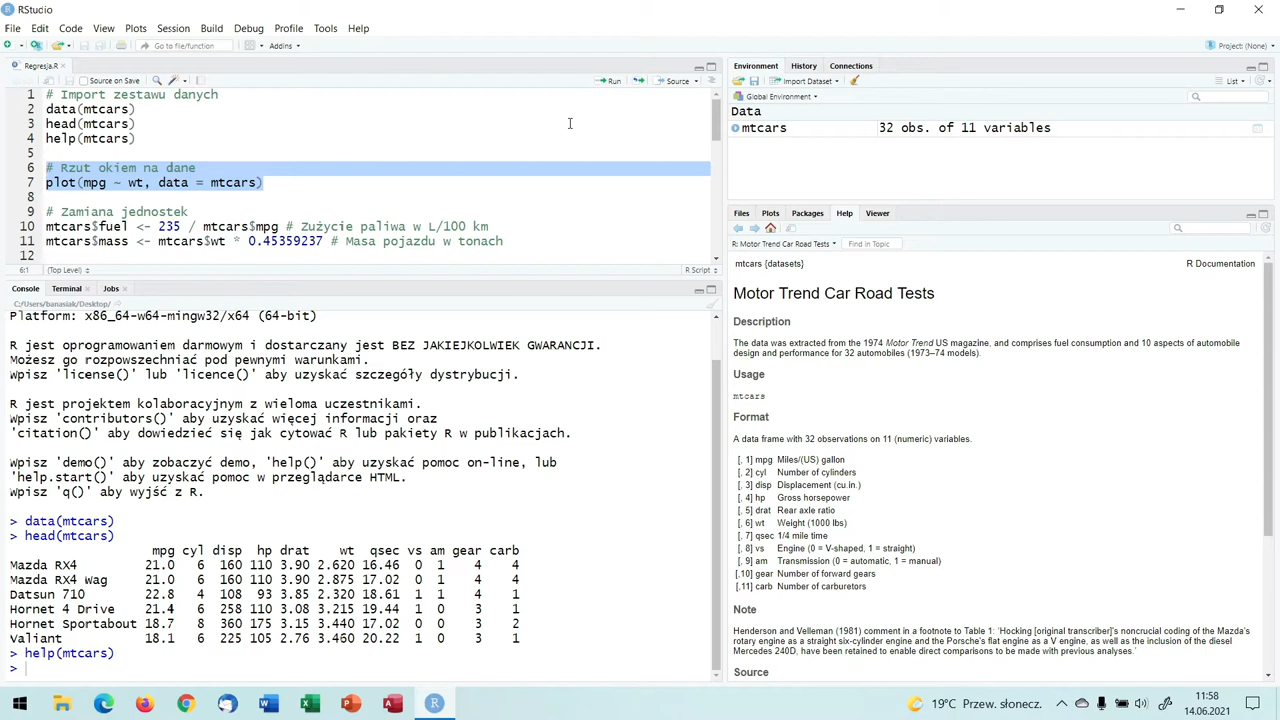 RStudio
File Edit Code View Plots Session Build Debug Profile Tools Help
Go to file/function Addins Project: (None)
Regresja.R
Source on Save Run Source
1 # Import zestawu danych
2 data(mtcars)
3 head(mtcars)
4 help(mtcars)
5
6 # Rzut okiem na dane
7 plot(mpg ~ wt, data = mtcars)
8
9 # Zamiana jednostek
10 mtcars$fuel <- 235 / mtcars$mpg # Zużycie paliwa w L/100 km
11 mtcars$mass <- mtcars$wt * 0.45359237 # Masa pojazdu w tonach
12
6:1 (Top Level) R Script
Console Terminal Jobs
C:/Users/banasiak/Desktop/
Platform: x86_64-w64-mingw32/x64 (64-bit)
R jest oprogramowaniem darmowym i dostarczany jest BEZ JAKIEJKOLWIEK GWARANCJI.
Możesz go rozpowszechniać pod pewnymi warunkami.
Wpisz 'license()' lub 'licence()' aby uzyskać szczegóły dystrybucji.
R jest projektem kolaboracyjnym z wieloma uczestnikami.
Wpisz 'contributors()' aby uzyskać więcej informacji oraz
'citation()' aby dowiedzieć się jak cytować R lub pakiety R w publikacjach.
Wpisz 'demo()' aby zobaczyć demo, 'help()' aby uzyskać pomoc on-line, lub
'help.start()' aby uzyskać pomoc w przeglądarce HTML.
Wpisz 'q()' aby wyjść z R.
> data(mtcars)
> head(mtcars)
mpg cyl disp hp drat wt qsec vs am gear carb
Mazda RX4 21.0 6 160 110 3.90 2.620 16.46 0 1 4 4
Mazda RX4 Wag 21.0 6 160 110 3.90 2.875 17.02 0 1 4 4
Datsun 710 22.8 4 108 93 3.85 2.320 18.61 1 1 4 1
Hornet 4 Drive 21.4 6 258 110 3.08 3.215 19.44 1 0 3 1
Hornet Sportabout 18.7 8 360 175 3.15 3.440 17.02 0 0 3 2
Valiant 18.1 6 225 105 2.76 3.460 20.22 1 0 3 1
> help(mtcars)
>
Environment History Connections
Import Dataset List
Global Environment
Data
mtcars 32 obs. of 11 variables
Files Plots Packages Help Viewer
R: Motor Trend Car Road Tests Find in Topic
mtcars {datasets} R Documentation
Motor Trend Car Road Tests
Description
The data was extracted from the 1974 Motor Trend US magazine, and comprises fuel consumption and 10 aspects of automobile
design and performance for 32 automobiles (1973–74 models).
Usage
mtcars
Format
A data frame with 32 observations on 11 (numeric) variables.
[, 1] mpg Miles/(US) gallon
[, 2] cyl Number of cylinders
[, 3] disp Displacement (cu.in.)
[, 4] hp Gross horsepower
[, 5] drat Rear axle ratio
[, 6] wt Weight (1000 lbs)
[, 7] qsec 1/4 mile time
[, 8] vs Engine (0 = V-shaped, 1 = straight)
[, 9] am Transmission (0 = automatic, 1 = manual)
[,10] gear Number of forward gears
[,11] carb Number of carburetors
Note
Henderson and Velleman (1981) comment in a footnote to Table 1: ‘Hocking [original transcriber]'s noncrucial coding of the Mazda's
rotary engine as a straight six-cylinder engine and the Porsche's flat engine as a V engine, as well as the inclusion of the diesel
Mercedes 240D, have been retained to enable direct comparisons to be made with previous analyses.’
Source
19°C Przew. słonecz.
11:58
14.06.2021